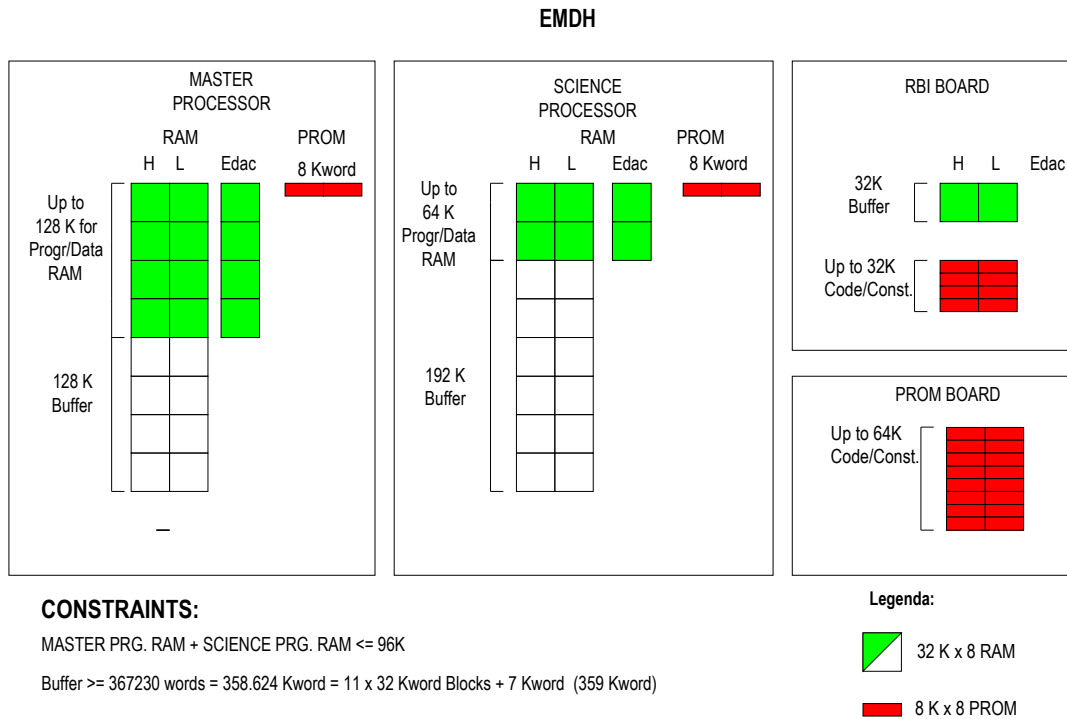 EMDH
MASTER
PROCESSOR
RAM
PROM
H
L
Edac
8 Kword
Up to
128 K for
Progr/Data
RAM
128 K
Buffer
SCIENCE
PROCESSOR
RAM
PROM
H
L
Edac
8 Kword
Up to
64 K
Progr/Data
RAM
192 K
Buffer
RBI BOARD
H
L
Edac
32K
Buffer
Up to 32K
Code/Const.
PROM BOARD
Up to 64K
Code/Const.
CONSTRAINTS:
MASTER PRG. RAM + SCIENCE PRG. RAM <= 96K
Buffer >= 367230 words = 358.624 Kword = 11 x 32 Kword Blocks + 7 Kword (359 Kword)
Legenda:
32 K x 8 RAM
8 K x 8 PROM